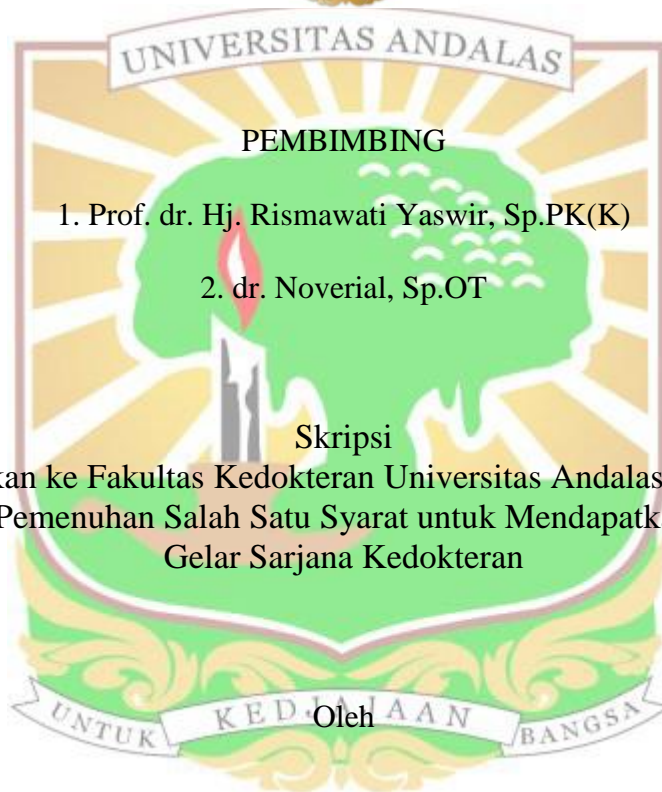 UNIVERSITAS ANDALAS
PEMBIMBING
1. Prof. dr. Hj. Rismawati Yaswir, Sp.PK(K)
2. dr. Noverial, Sp.OT
Skripsi
kan ke Fakultas Kedokteran Universitas Andalas
Pemenuhan Salah Satu Syarat untuk Mendapatk
Gelar Sarjana Kedokteran
Oleh
UNTUK KEDJAJAAN BANGSA